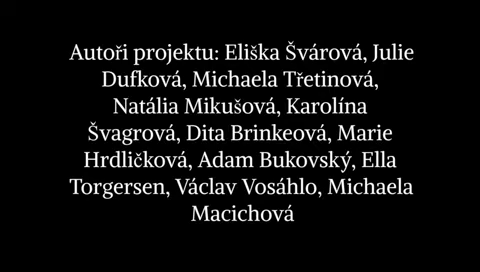 Autoři projektu: Eliška Švárová, Julie
Dufková, Michaela Třetinová,
Natália Mikušová, Karolína
Švagrová, Dita Brinkeová, Marie
Hrdličková, Adam Bukovský, Ella
Torgersen, Václav Vosáhlo, Michaela
Macichová